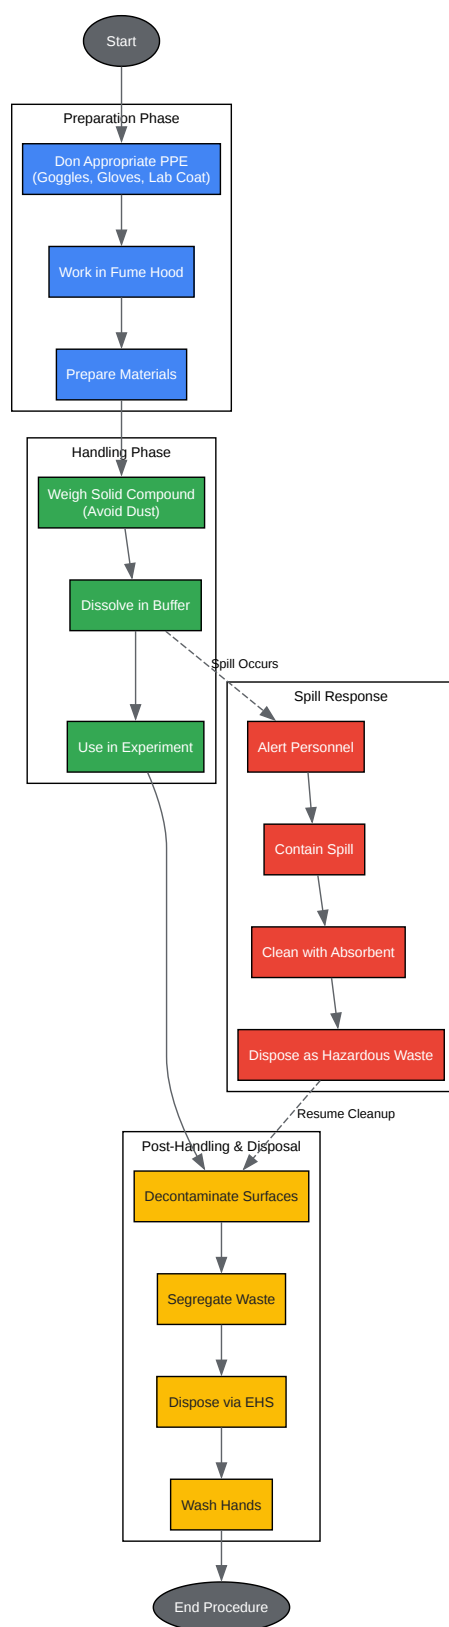 Start
Preparation Phase
Don Appropriate PPE
(Goggles, Gloves, Lab Coat)
Work in Fume Hood
Prepare Materials
Handling Phase
Weigh Solid Compound
(Avoid Dust)
Dissolve in Buffer
Spill Occurs
Use in Experiment
Spill Response
Alert Personnel
Contain Spill
Clean with Absorbent
Dispose as Hazardous Waste
Resume Cleanup
Post-Handling & Disposal
Decontaminate Surfaces
Segregate Waste
Dispose via EHS
Wash Hands
End Procedure